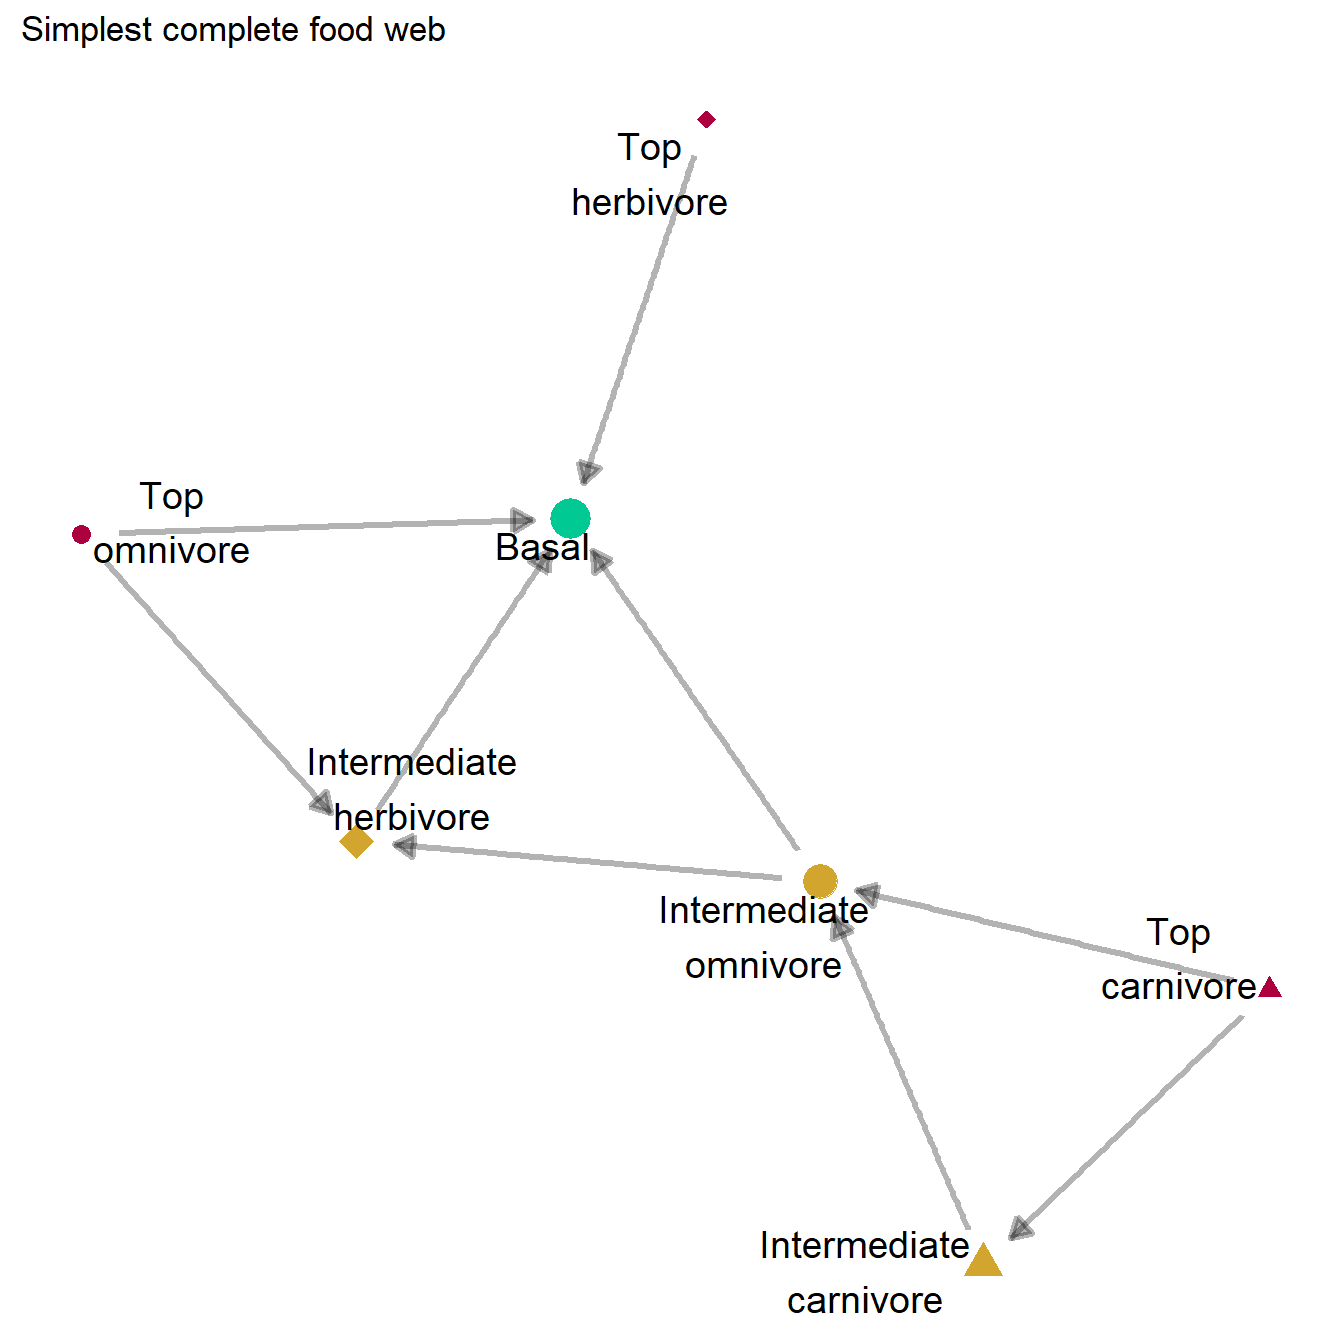 Simplest complete food web
Top
herbivore
Top
omnivore
Basal
Intermediate
herbivore
Intermediate
omnivore
Top
carnivore
Intermediate
carnivore